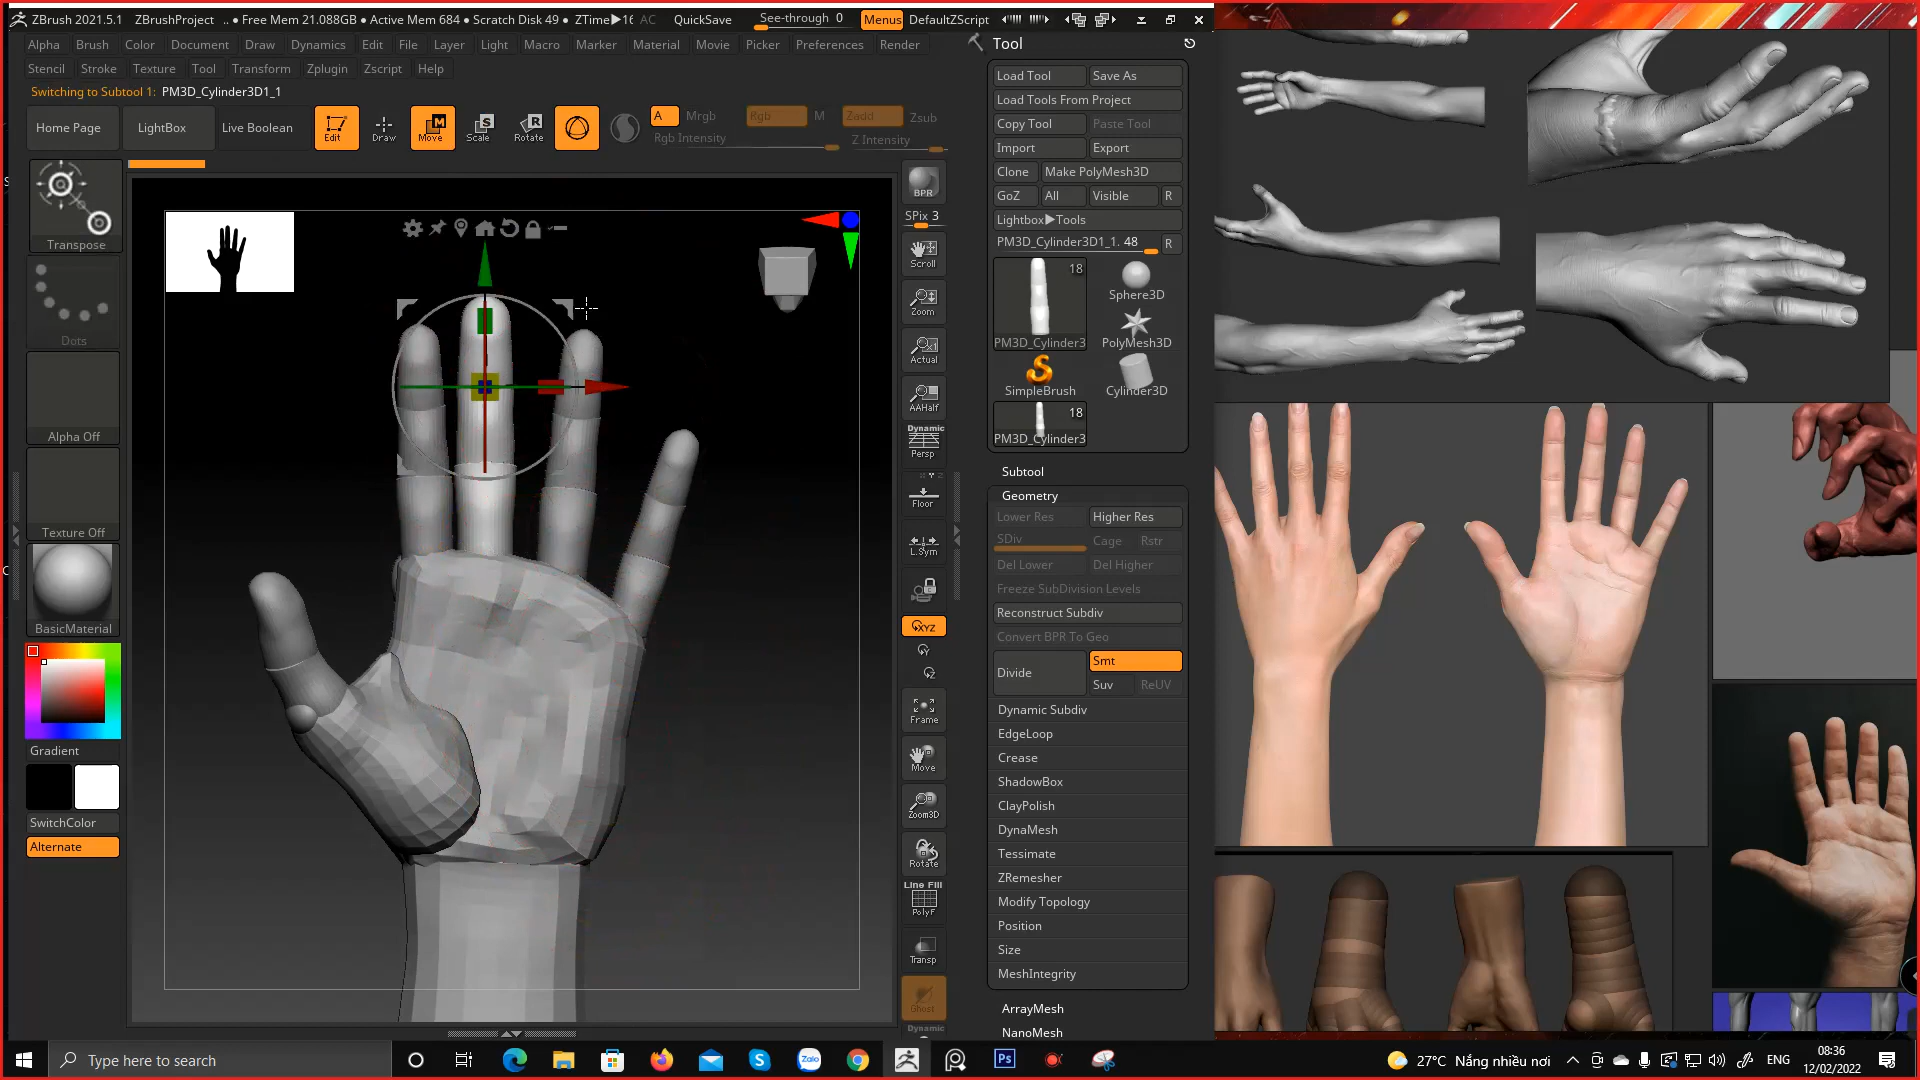 ZBrush 2021.5.1 ZBrushProject .. ● Free Mem 21.088GB ● Active Mem 684 ● Scratch Disk 49 ● ZTime▶16 AC QuickSave See-through 0 Menus DefaultZScript
Alpha Brush Color Document Draw Dynamics Edit File Layer Light Macro Marker Material Movie Picker Preferences Render
Stencil Stroke Texture Tool Transform Zplugin Zscript Help
Switching to Subtool 1: PM3D_Cylinder3D1_1
Home Page LightBox Live Boolean Edit Draw Move Scale Rotate
A Mrgb Rgb M Zadd Zsub
Rgb Intensity Z Intensity
Transpose
Dots
Alpha Off
Texture Off
BasicMaterial
Gradient
SwitchColor
Alternate
BPR
SPix 3
Scroll
Zoom
Actual
AAHalf
Dynamic
Persp
Floor
L.Sym
XYZ
Y
Z
Frame
Move
Zoom3D
Rotate
Line Fill
PolyF
Transp
Ghost
Dynamic
Tool
Load Tool Save As
Load Tools From Project
Copy Tool Paste Tool
Import Export
Clone Make PolyMesh3D
GoZ All Visible R
Lightbox▶Tools
PM3D_Cylinder3D1_1. 48 R
18
Sphere3D
PM3D_Cylinder3 PolyMesh3D
SimpleBrush Cylinder3D
18
PM3D_Cylinder3
Subtool
Geometry
Lower Res Higher Res
SDiv Cage Rstr
Del Lower Del Higher
Freeze SubDivision Levels
Reconstruct Subdiv
Convert BPR To Geo
Divide Smt
Suv ReUV
Dynamic Subdiv
EdgeLoop
Crease
ShadowBox
ClayPolish
DynaMesh
Tessimate
ZRemesher
Modify Topology
Position
Size
MeshIntegrity
ArrayMesh
NanoMesh
Type here to search
Zalo
Ps
27°C Nắng nhiều nơi
ENG
08:36
12/02/2022